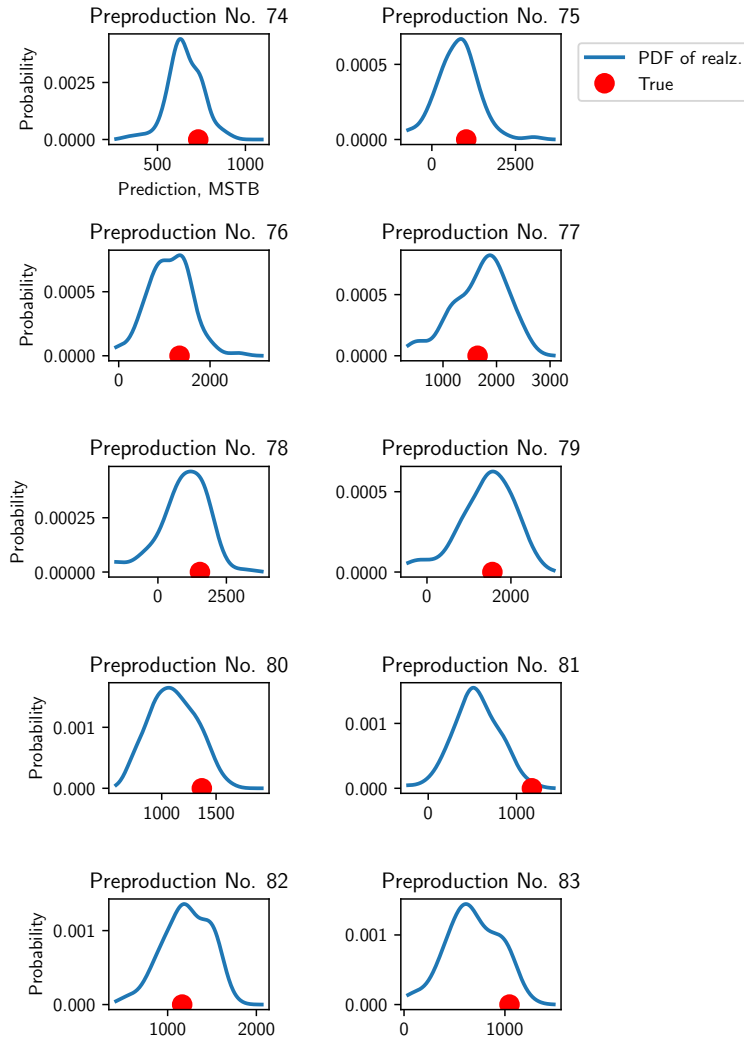 Preproduction No. 74
Probability
0.0025
0.0000
500
1000
Prediction, MSTB
Preproduction No. 75
0.0005
0.0000
0
2500
PDF of realz.
True
Preproduction No. 76
Probability
0.0005
0.0000
0
2000
Preproduction No. 77
0.0005
0.0000
1000
2000
3000
Preproduction No. 78
Probability
0.00025
0.00000
0
2500
Preproduction No. 79
0.0005
0.0000
0
2000
Preproduction No. 80
Probability
0.001
0.000
1000
1500
Preproduction No. 81
0.001
0.000
0
1000
Preproduction No. 82
Probability
0.001
0.000
1000
2000
Preproduction No. 83
0.001
0.000
0
1000